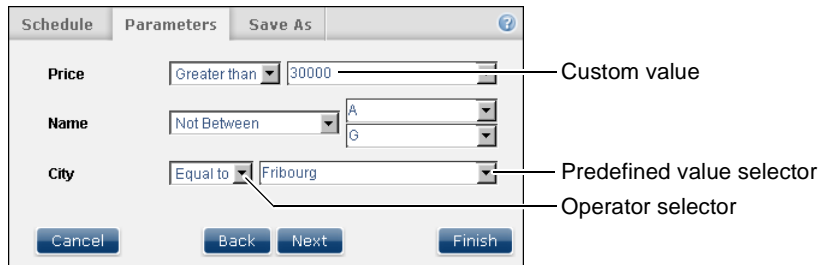 Schedule Parameters Save As ?
Price Greater than 30000 Custom value
Name Not Between A
G
City Equal to Fribourg Predefined value selector
Operator selector
Cancel Back Next Finish